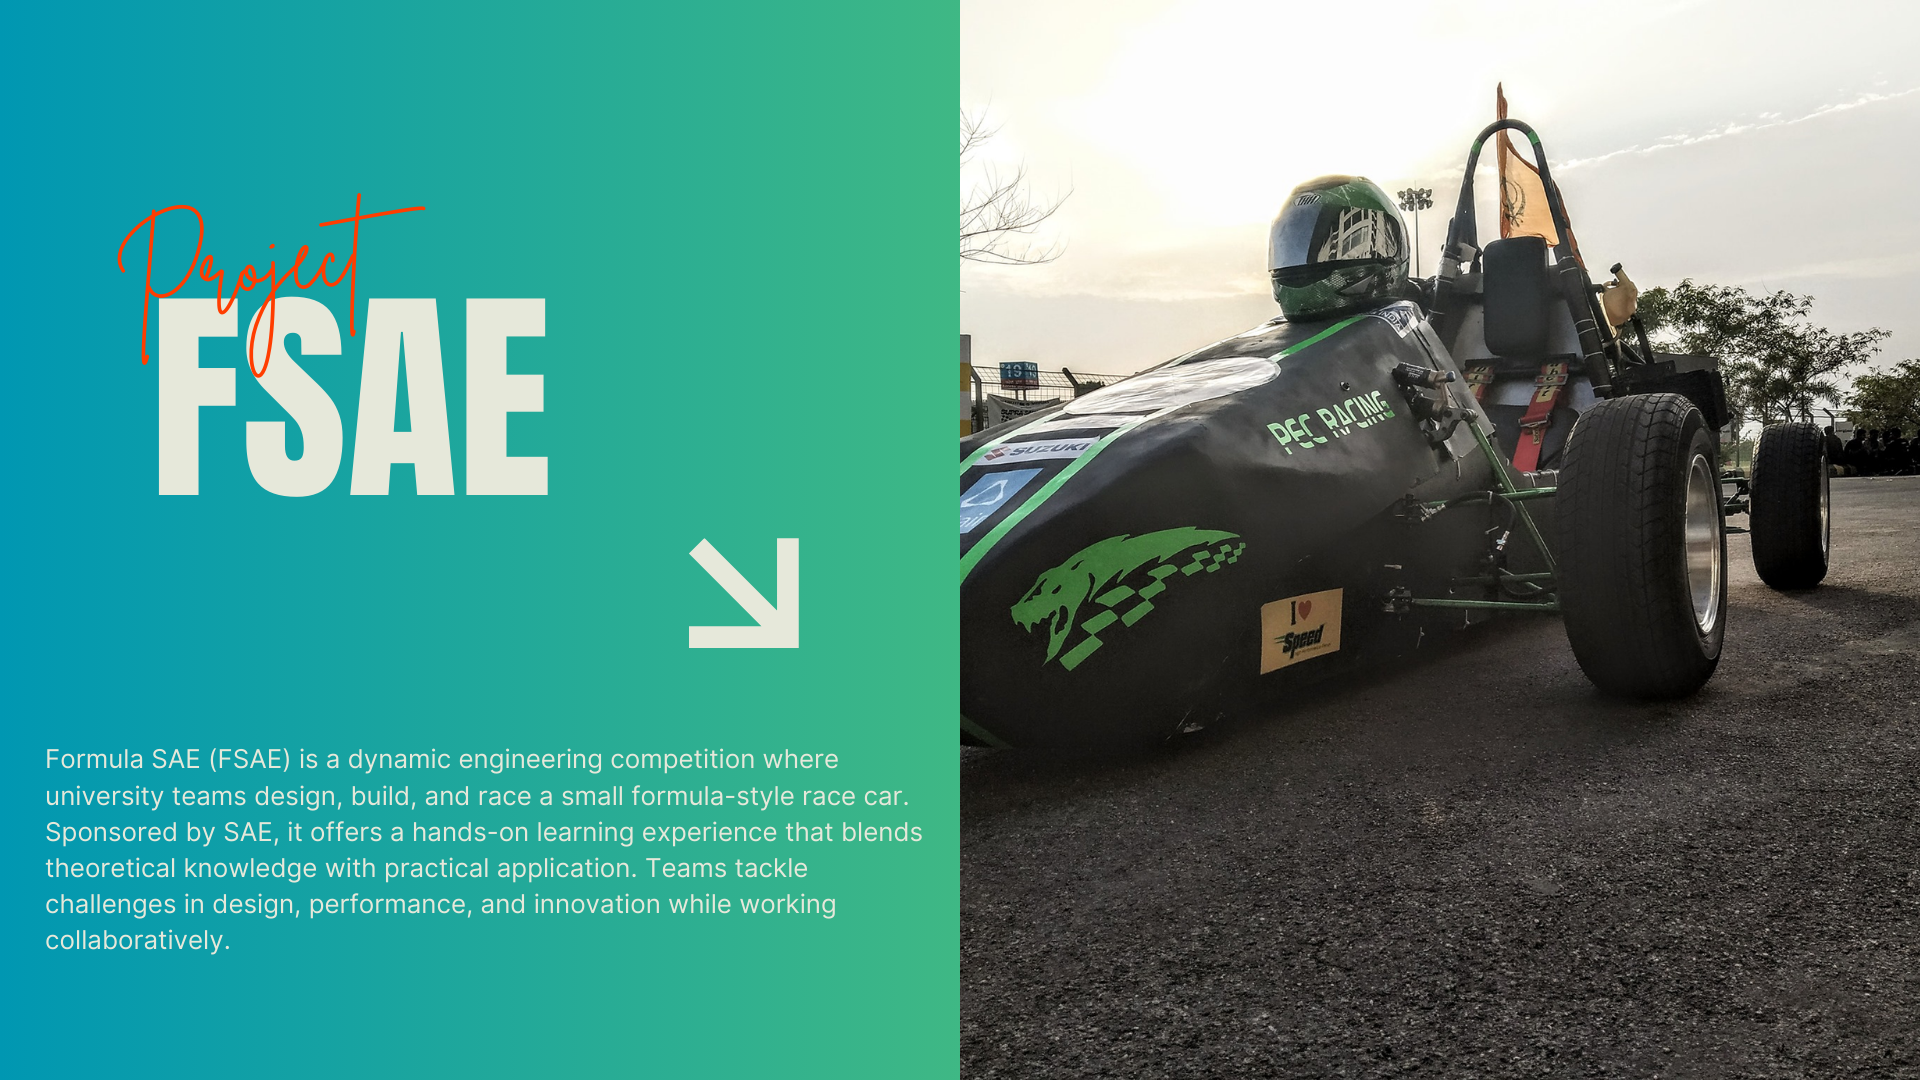 Project
FSAE
Formula SAE (FSAE) is a dynamic engineering competition where
university teams design, build, and race a small formula-style race car.
Sponsored by SAE, it offers a hands-on learning experience that blends
theoretical knowledge with practical application. Teams tackle
challenges in design, performance, and innovation while working
collaboratively.
19
PEC RACING
SUZUKI
I ❤
Speed